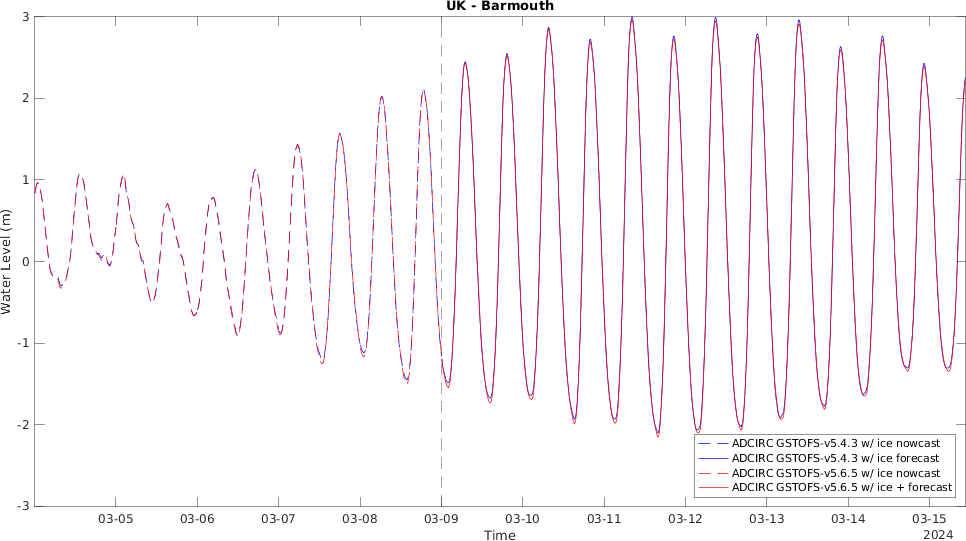 UK - Barmouth
3
2
1
0
-1
-2
-3
Water Level (m)
ADCIRC GSTOFS-v5.4.3 w/ ice nowcast
ADCIRC GSTOFS-v5.4.3 w/ ice forecast
ADCIRC GSTOFS-v5.6.5 w/ ice nowcast
ADCIRC GSTOFS-v5.6.5 w/ ice + forecast
03-05 03-06 03-07 03-08 03-09 03-10 03-11 03-12 03-13 03-14 03-15
Time 2024